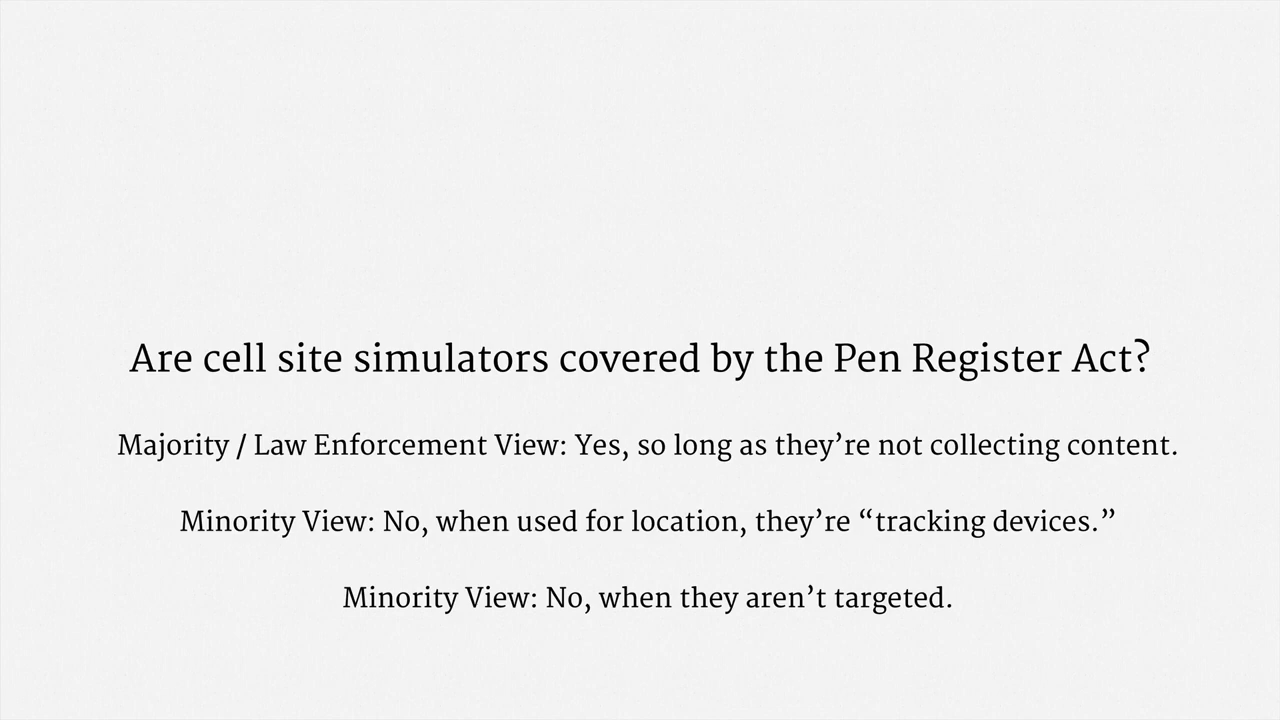 Are cell site simulators covered by the Pen Register Act?
Majority / Law Enforcement View: Yes, so long as they’re not collecting content.
Minority View: No, when used for location, they’re “tracking devices.”
Minority View: No, when they aren’t targeted.